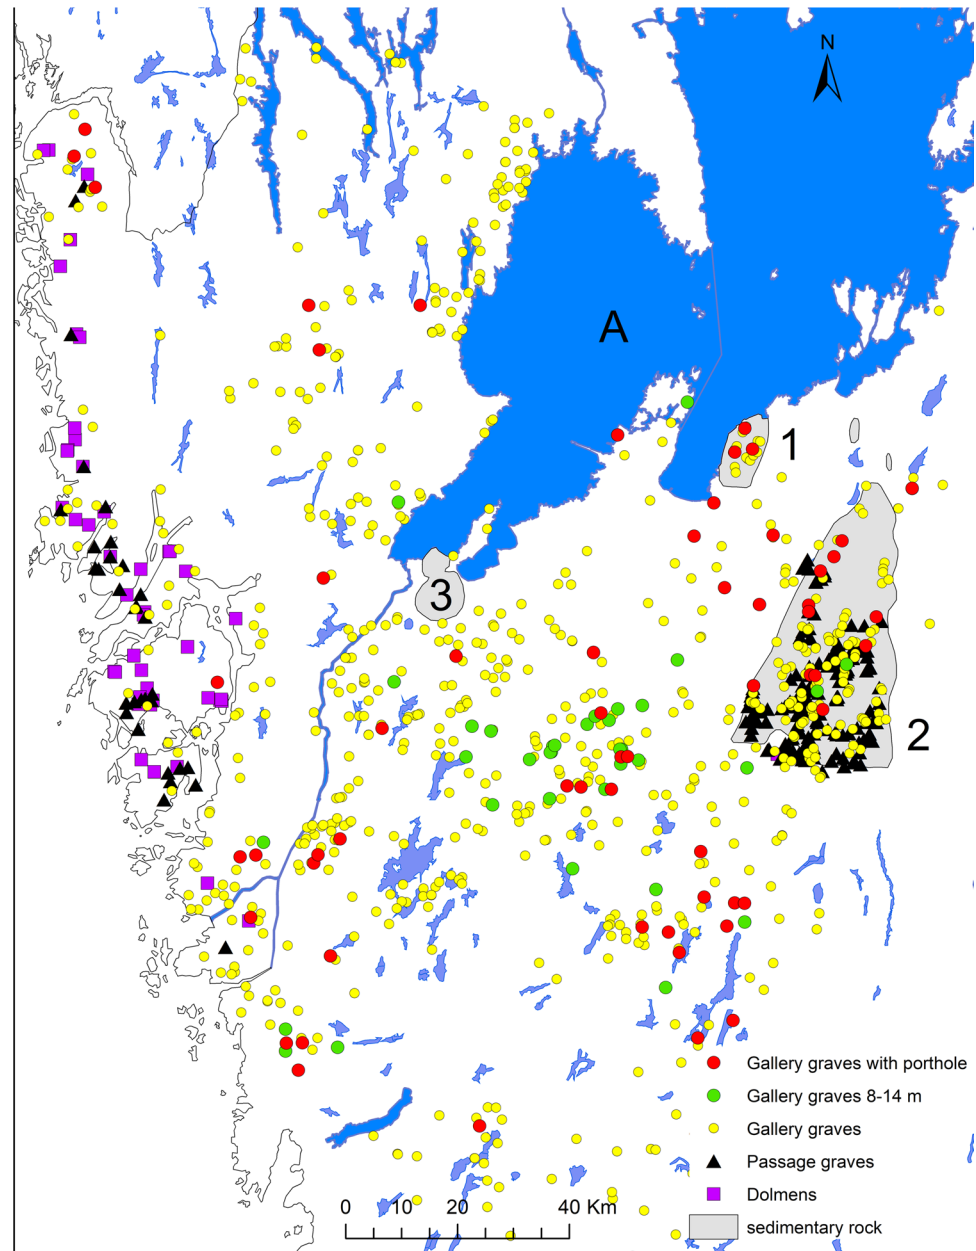 N
A
1
3
2
Gallery graves with porthole
Gallery graves 8-14 m
Gallery graves
Passage graves
Dolmens
sedimentary rock
0 10 20 40 Km